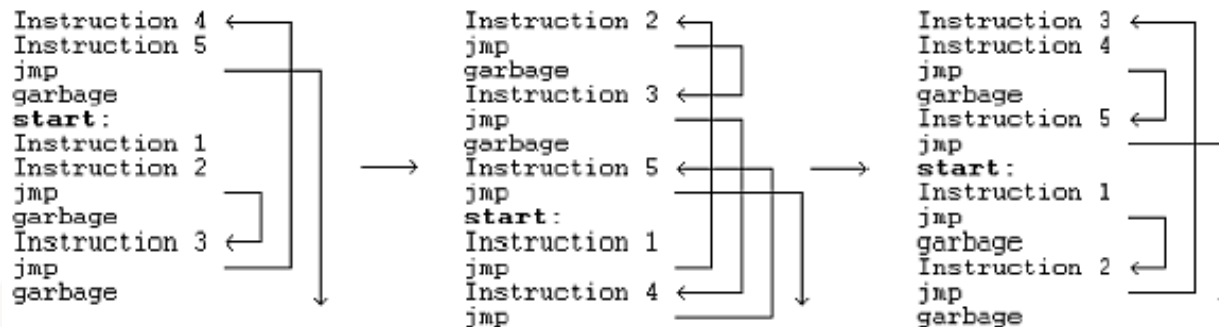 Instruction 4
Instruction 5
jmp
garbage
start:
Instruction 1
Instruction 2
jmp
garbage
Instruction 3
jmp
garbage
Instruction 2
jmp
garbage
Instruction 3
jmp
garbage
Instruction 5
jmp
start:
Instruction 1
jmp
Instruction 4
jmp
Instruction 3
Instruction 4
jmp
garbage
Instruction 5
jmp
start:
Instruction 1
jmp
garbage
Instruction 2
jmp
garbage